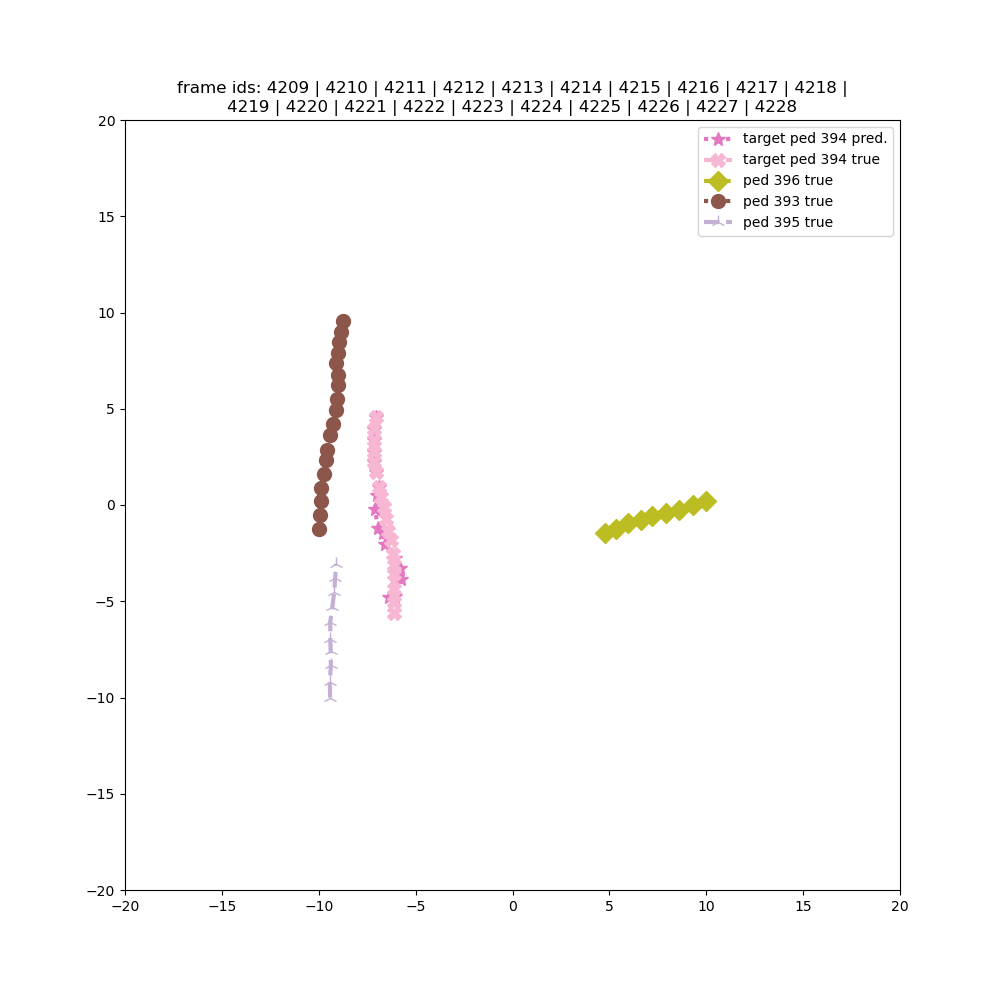 frame ids: 4209 | 4210 | 4211 | 4212 | 4213 | 4214 | 4215 | 4216 | 4217 | 4218 |
4219 | 4220 | 4221 | 4222 | 4223 | 4224 | 4225 | 4226 | 4227 | 4228
target ped 394 pred.
target ped 394 true
ped 396 true
ped 393 true
ped 395 true
20
15
10
5
0
−5
−10
−15
−20
−20 −15 −10 −5 0 5 10 15 20